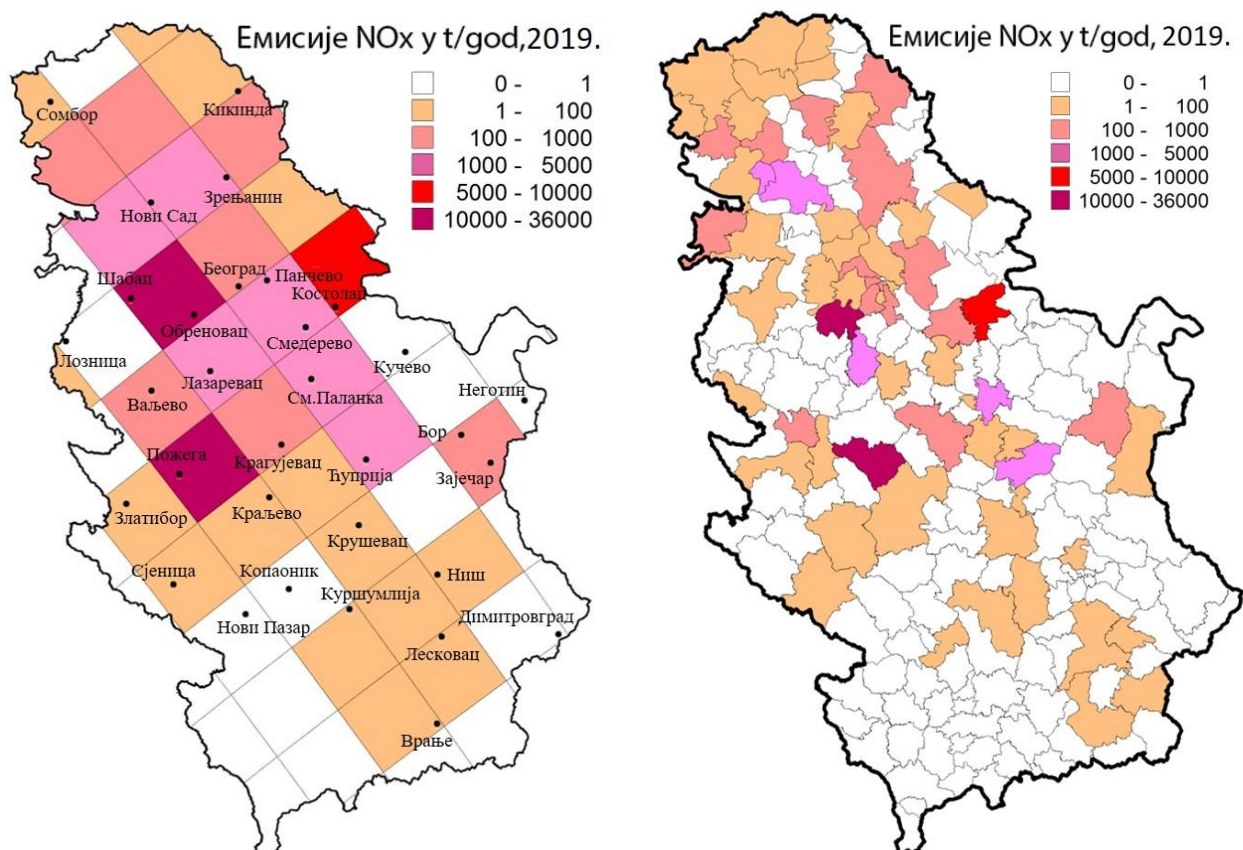 Емисије NOx у t/god, 2019.
0 - 1
1 - 100
100 - 1000
1000 - 5000
5000 - 10000
10000 - 36000
Сомбор
Кикинда
Зрењанин
Нови Сад
Шабац
Београд
Панчево
Костолац
Обреновац
Смедерево
Лозница
Лазаревац
Кучево
Ваљево
См.Паланка
Неготин
Бор
Пожега
Крагујевац
Ћуприја
Зајечар
Златибор
Краљево
Крушевац
Сјеница
Копаоник
Ниш
Куршумлија
Нови Пазар
Димитровград
Лесковац
Врање
Емисије NOx у t/god, 2019.
0 - 1
1 - 100
100 - 1000
1000 - 5000
5000 - 10000
10000 - 36000